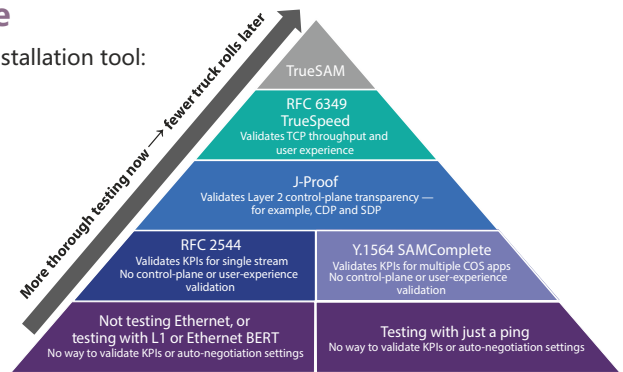 e
stallation tool:
More thorough testing now → fewer truck rolls later
TrueSAM
RFC 6349
TrueSpeed
Validates TCP throughput and
user experience
J-Proof
Validates Layer 2 control-plane transparency —
for example, CDP and SDP
RFC 2544
Validates KPIs for single stream
No control-plane or user-experience
validation
Y.1564 SAMComplete
Validates KPIs for multiple COS apps
No control-plane or user-experience
validation
Not testing Ethernet, or
testing with L1 or Ethernet BERT
No way to validate KPIs or auto-negotiation settings
Testing with just a ping
No way to validate KPIs or auto-negotiation settings